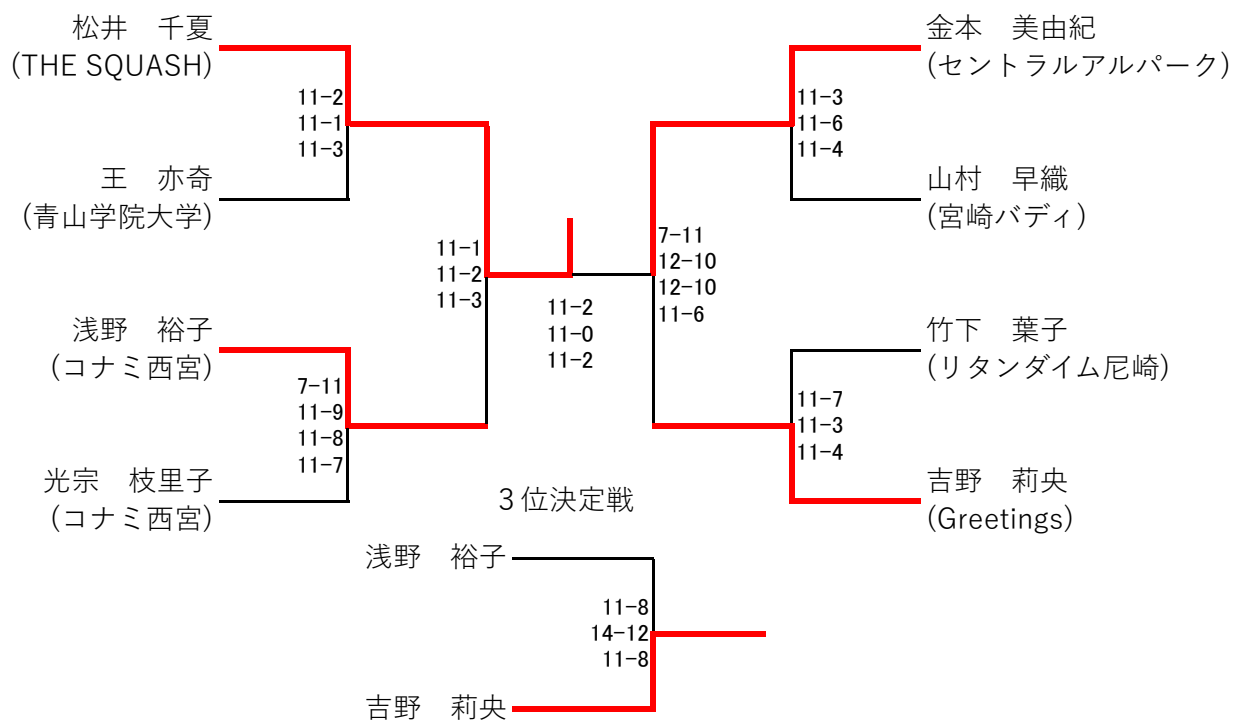 松井　千夏
(THE SQUASH)
11-2
11-1
11-3
王　亦奇
(青山学院大学)
11-1
11-2
11-3
浅野　裕子
(コナミ西宮)
7-11
11-9
11-8
11-7
光宗　枝里子
(コナミ西宮)
11-2
11-0
11-2
金本　美由紀
(セントラルアルパーク)
11-3
11-6
11-4
山村　早織
(宮崎バディ)
7-11
12-10
12-10
11-6
竹下　葉子
(リタンダイム尼崎)
11-7
11-3
11-4
吉野　莉央
(Greetings)
３位決定戦
浅野　裕子
11-8
14-12
11-8
吉野　莉央